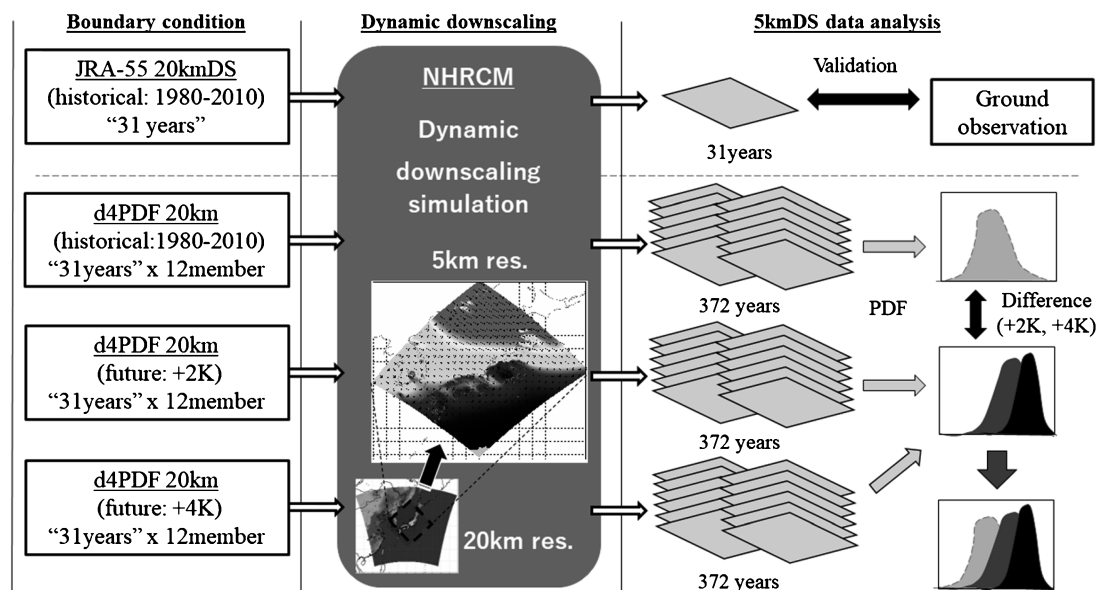 Boundary condition
Dynamic downscaling
5kmDS data analysis
JRA-55 20kmDS
(historical: 1980-2010)
“31 years”
NHRCM
Dynamic
downscaling
simulation
5km res.
20km res.
Validation
Ground
observation
31years
d4PDF 20km
(historical:1980-2010)
“31years” x 12member
372 years
PDF
Difference
(+2K, +4K)
d4PDF 20km
(future: +2K)
“31years” x 12member
372 years
d4PDF 20km
(future: +4K)
“31years” x 12member
372 years